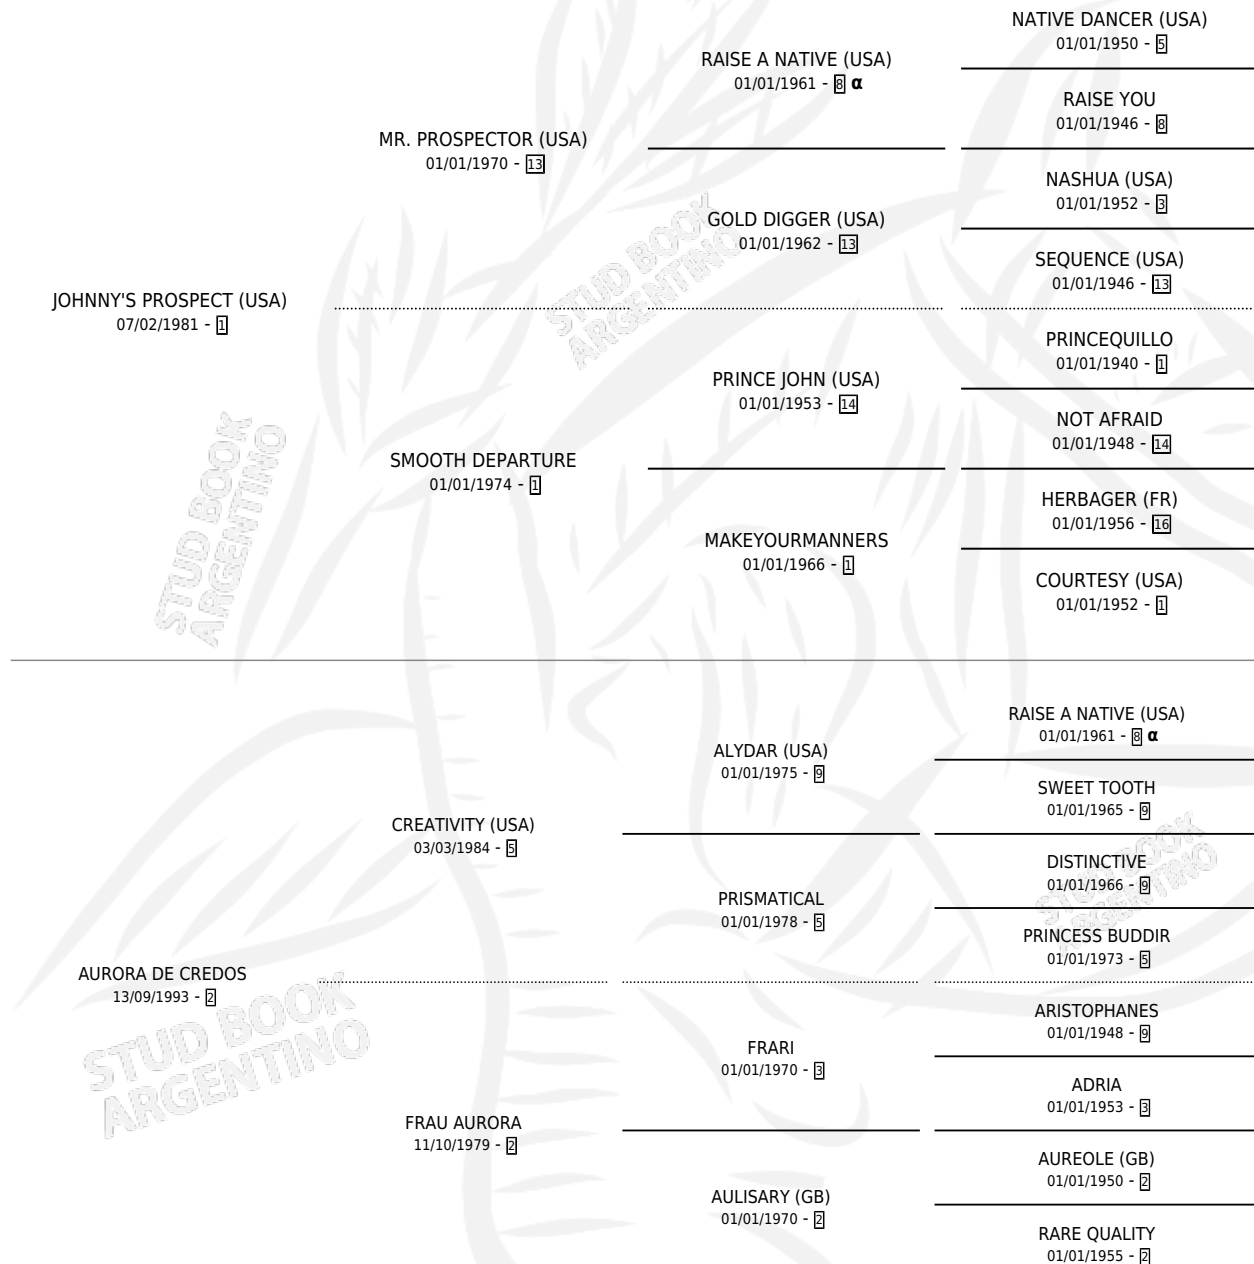 NATIVE DANCER (USA)
01/01/1950 - 5
RAISE A NATIVE (USA)
01/01/1961 - 8 α
RAISE YOU
01/01/1946 - 8
MR. PROSPECTOR (USA)
01/01/1970 - 13
NASHUA (USA)
01/01/1952 - 3
GOLD DIGGER (USA)
01/01/1962 - 13
SEQUENCE (USA)
01/01/1946 - 13
JOHNNY'S PROSPECT (USA)
07/02/1981 - 1
PRINCEQUILLO
01/01/1940 - 1
PRINCE JOHN (USA)
01/01/1953 - 14
NOT AFRAID
01/01/1948 - 14
SMOOTH DEPARTURE
01/01/1974 - 1
HERBAGER (FR)
01/01/1956 - 16
MAKEYOURMANNERS
01/01/1966 - 1
COURTESY (USA)
01/01/1952 - 1
RAISE A NATIVE (USA)
01/01/1961 - 8 α
ALYDAR (USA)
01/01/1975 - 9
SWEET TOOTH
01/01/1965 - 9
CREATIVITY (USA)
03/03/1984 - 5
DISTINCTIVE
01/01/1966 - 9
PRISMATICAL
01/01/1978 - 5
PRINCESS BUDDIR
01/01/1973 - 5
AURORA DE CREDOS
13/09/1993 - 2
ARISTOPHANES
01/01/1948 - 9
FRARI
01/01/1970 - 3
ADRIA
01/01/1953 - 3
FRAU AURORA
11/10/1979 - 2
AUREOLE (GB)
01/01/1950 - 2
AULISARY (GB)
01/01/1970 - 2
RARE QUALITY
01/01/1955 - 2
STUD BOOK
ARGENTINO
STUD BOOK
ARGENTINO
STUD BOOK
ARGENTINO
STUD BOOK
ARGENTINO